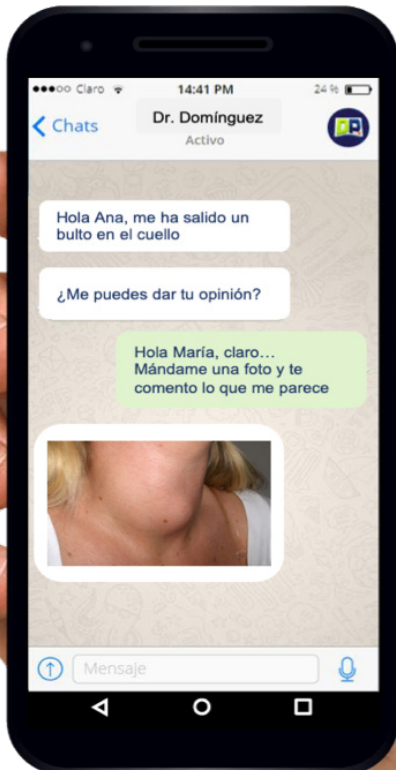 ●●●○○ Claro 14:41 PM 24 %
Chats
Dr. Domínguez
Activo
Hola Ana, me ha salido un
bulto en el cuello
¿Me puedes dar tu opinión?
Hola María, claro…
Mándame una foto y te
comento lo que me parece
Mensaje